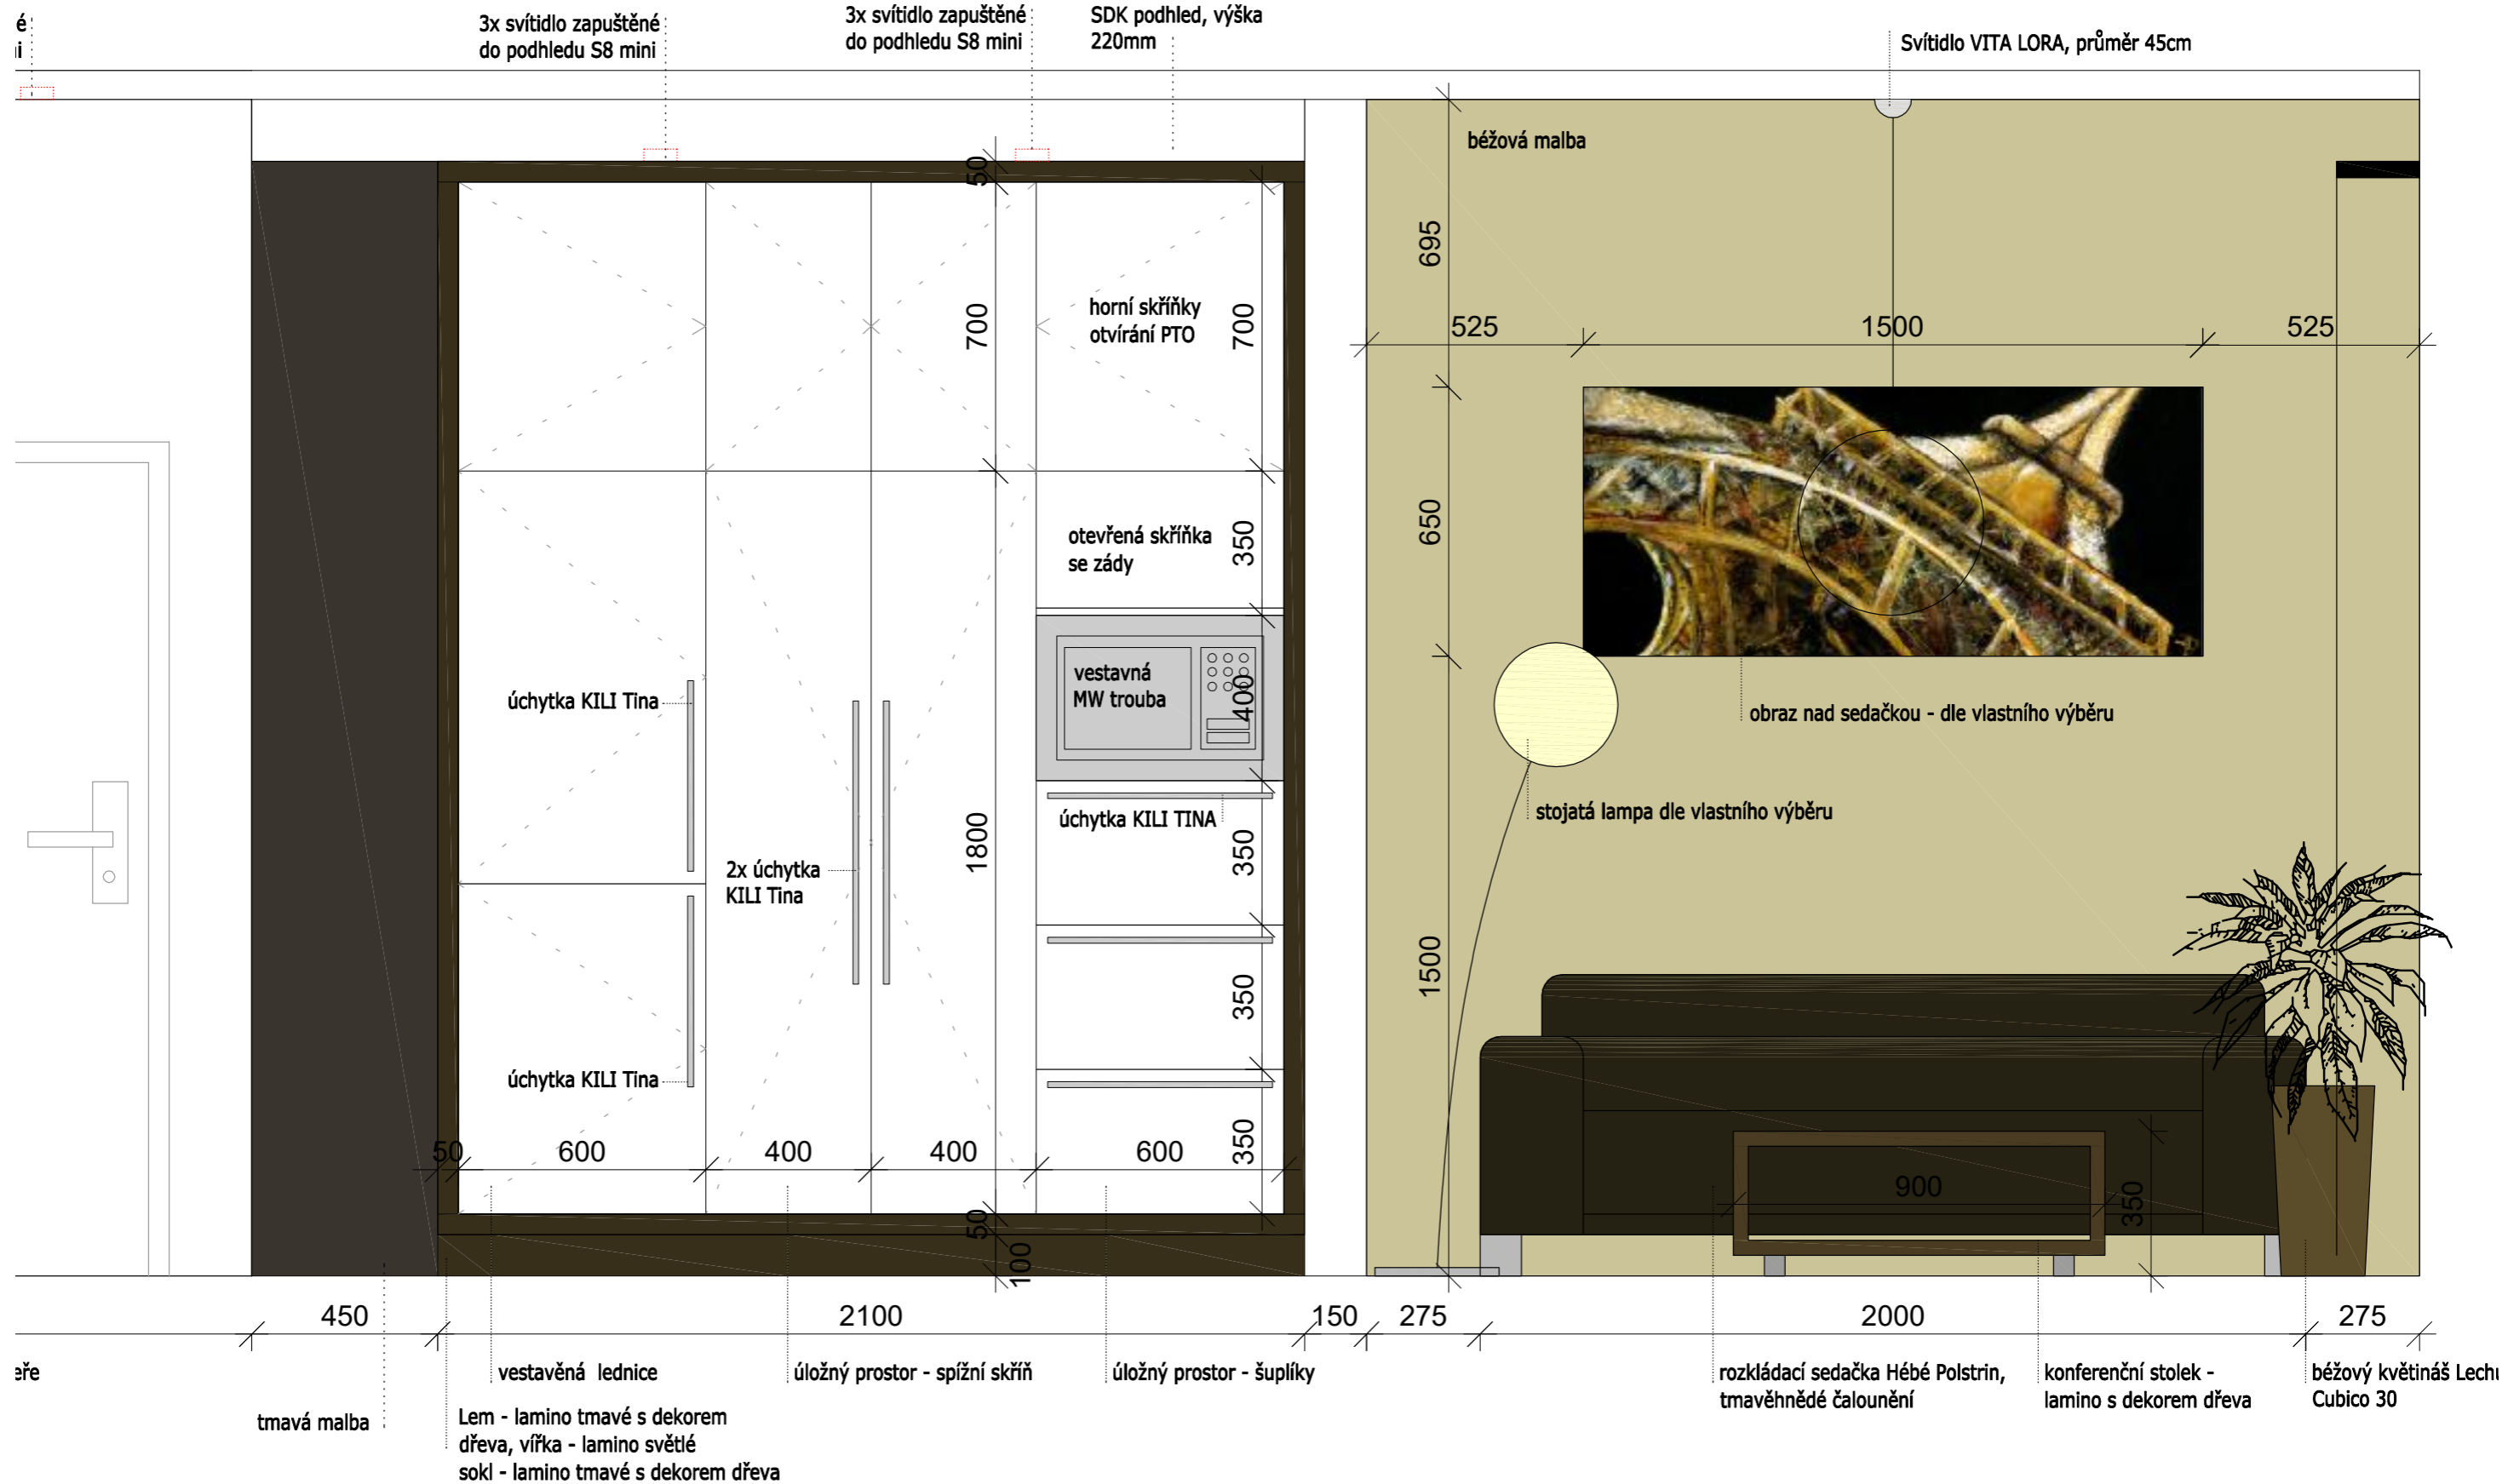 é
3x svítidlo zapuštěné
do podhledu S8 mini
3x svítidlo zapuštěné
do podhledu S8 mini
SDK podhled, výška
220mm
Svítidlo VITA LORA, průměr 45cm
béžová malba
50
695
700
horní skříňky
otvírání PTO
700
525
1500
525
650
otevřená skříňka
se zády
350
vestavná
MW trouba
400
úchytka KILI Tina
obraz nad sedačkou - dle vlastního výběru
stojatá lampa dle vlastního výběru
úchytka KILI TINA
350
1800
2x úchytka
KILI Tina
1500
350
úchytka KILI Tina
350
50
600
400
400
600
900
350
50
100
450
2100
150
275
2000
275
eře
vestavěná lednice
úložný prostor - spížní skříň
úložný prostor - šuplíky
rozkládací sedačka Hébé Polstrin,
tmavěhnědé čalounění
konferenční stolek -
lamino s dekorem dřeva
béžový květináš Lechu
Cubico 30
tmavá malba
Lem - lamino tmavé s dekorem
dřeva, vířka - lamino světlé
sokl - lamino tmavé s dekorem dřeva